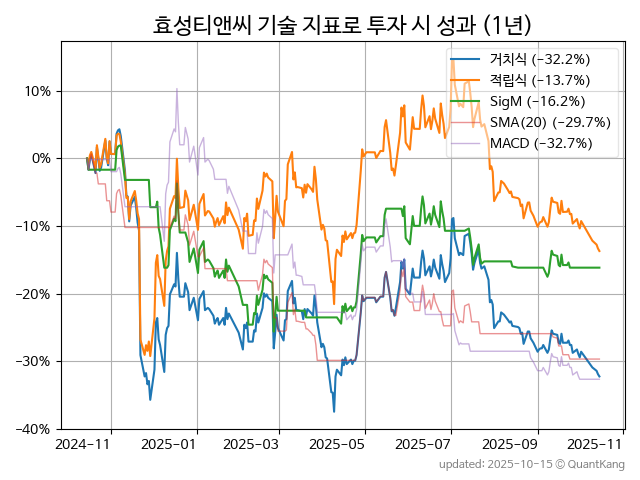 효성티앤씨 기술 지표로 투자 시 성과 (1년)
거치식 (−32.2%)
적립식 (−13.7%)
SigM (−16.2%)
SMA(20) (−29.7%)
MACD (−32.7%)
10%
0%
−10%
−20%
−30%
−40%
2024-11
2025-01
2025-03
2025-05
2025-07
2025-09
2025-11
updated: 2025-10-15 © QuantKang